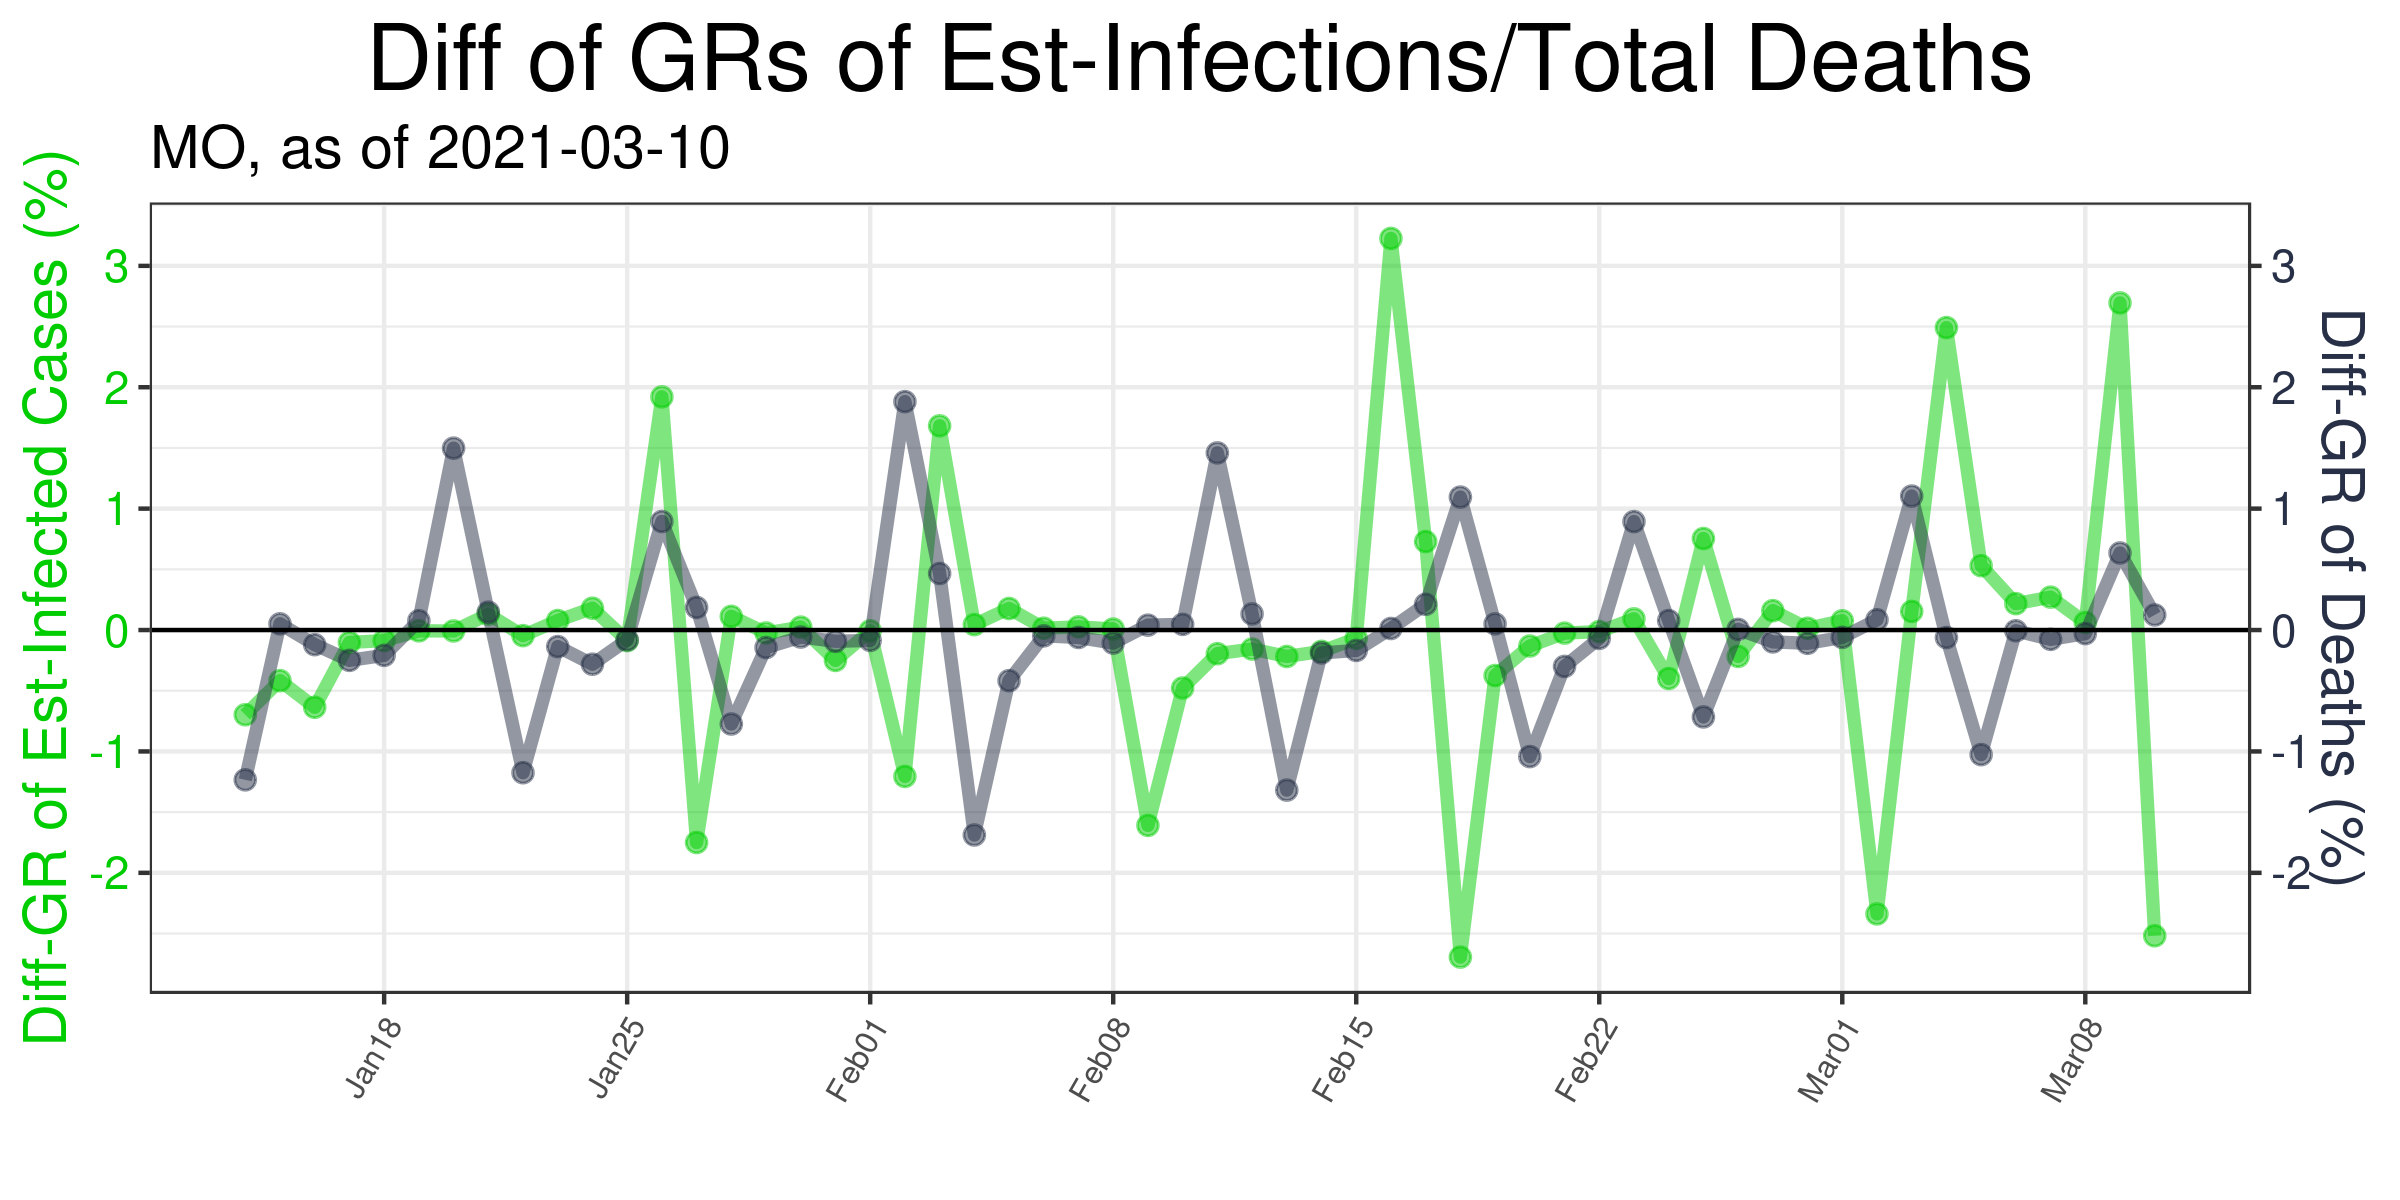 Diff of GRs of Est-Infections/Total Deaths
MO, as of 2021-03-10
Diff-GR of Est-Infected Cases (%)
3
2
1
0
-1
-2
3
2
1
0
-1
-2
Diff-GR of Deaths (%)
Jan18
Jan25
Feb01
Feb08
Feb15
Feb22
Mar01
Mar08